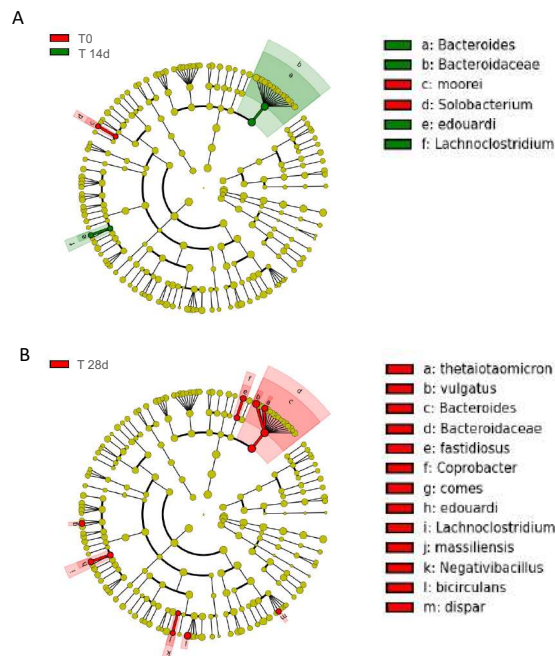 A
T0
T 14d
b
a
a: Bacteroides
b: Bacteroidaceae
c: moorei
d: Solobacterium
e: edouardi
f: Lachnoclostridium
B
T 28d
f
d
e
c
a: thetaiotaomicron
b: vulgatus
c: Bacteroides
d: Bacteroidaceae
e: fastidiosus
f: Coprobacter
g: comes
h: edouardi
i: Lachnoclostridium
j: massiliensis
k: Negativibacillus
l: bicirculans
m: dispar
k